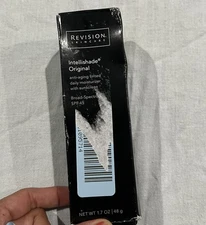 REVISION
SKINCARE
Intellishade®
Original
anti-aging tinted
daily moisturizer
with sunscreen
Broad-Spectrum
SPF 45
NET WT 1.7 OZ | 48 g